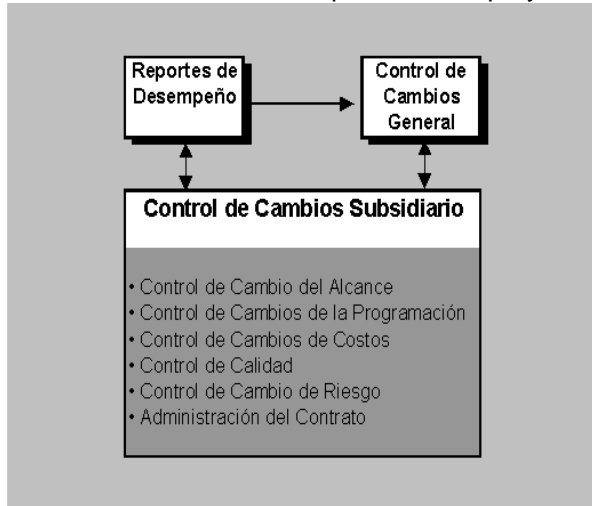 Reportes de
Desempeño
Control de
Cambios
General
Control de Cambios Subsidiario
• Control de Cambio del Alcance
• Control de Cambios de la Programación
• Control de Cambios de Costos
• Control de Calidad
• Control de Cambio de Riesgo
• Administración del Contrato